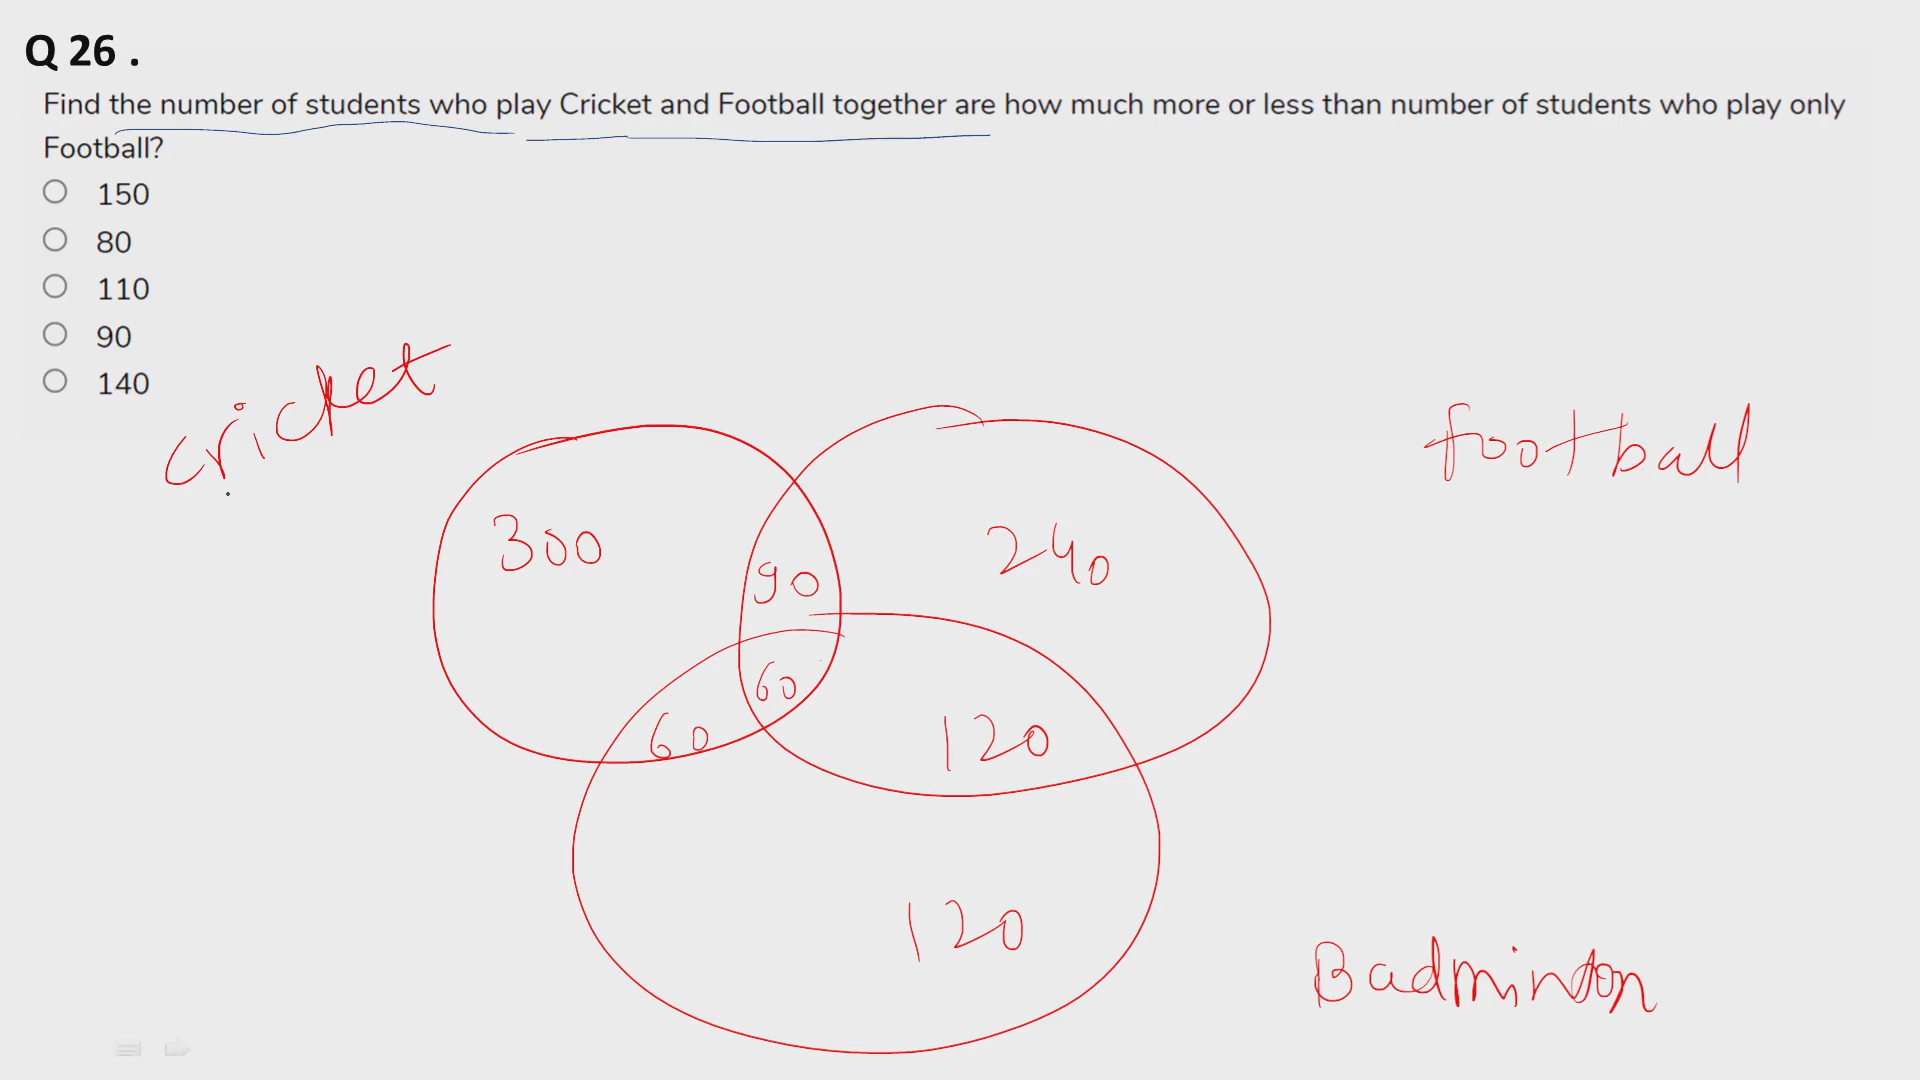 Q 26 .
Find the number of students who play Cricket and Football together are how much more or less than number of students who play only
Football?
150
80
110
90
140
cricket
football
300
240
90
60
60
120
120
Badminton